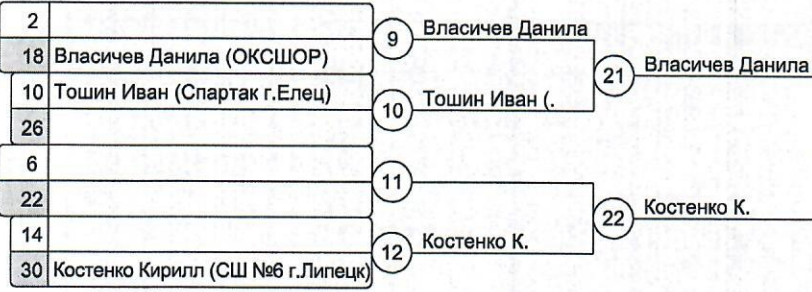 2
18 Власичев Данила (ОКСШОР)
10 Тошин Иван (Спартак г.Елец)
26
6
22
14
30 Костенко Кирилл (СШ №6 г.Липецк)
9 Власичев Данила
10 Тошин Иван (.
11
12 Костенко К.
21 Власичев Данила
22 Костенко К.